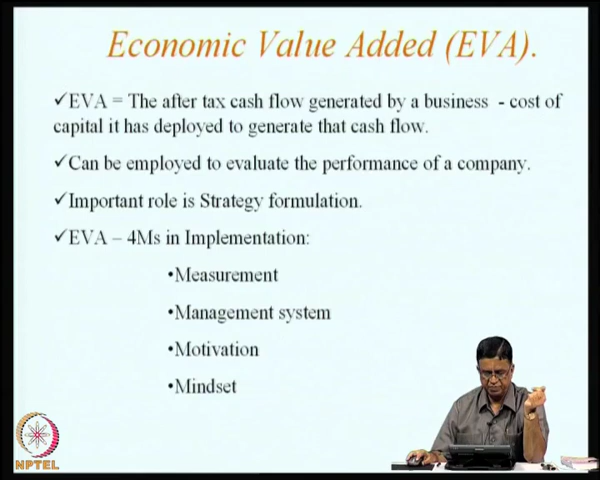 Economic Value Added (EVA).
✓EVA = The after tax cash flow generated by a business - cost of
capital it has deployed to generate that cash flow.
✓Can be employed to evaluate the performance of a company.
✓Important role is Strategy formulation.
✓EVA – 4Ms in Implementation:
•Measurement
•Management system
•Motivation
•Mindset
NPTEL